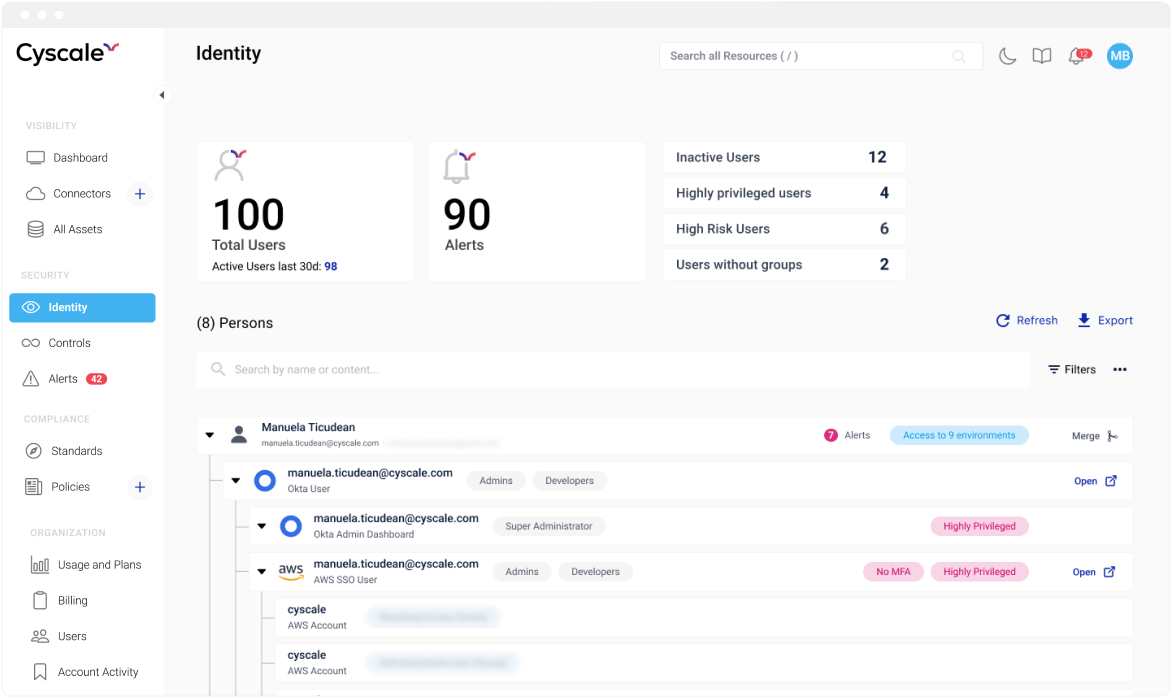 Cyscale
Identity
Search all Resources ( / )
12
MB
VISIBILITY
Dashboard
Connectors +
All Assets
SECURITY
Identity
Controls
Alerts 42
COMPLIANCE
Standards
Policies +
ORGANIZATION
Usage and Plans
Billing
Users
Account Activity
100
Total Users
Active Users last 30d: 98
90
Alerts
Inactive Users 12
Highly privileged users 4
High Risk Users 6
Users without groups 2
(8) Persons
Refresh
Export
Search by name or content...
Filters
Manuela Ticudean
manuela.ticudean@cyscale.com
7 Alerts
Access to 9 environments
Merge
manuela.ticudean@cyscale.com
Okta User
Admins
Developers
Open
manuela.ticudean@cyscale.com
Okta Admin Dashboard
Super Administrator
Highly Privileged
aws
manuela.ticudean@cyscale.com
AWS SSO User
Admins
Developers
No MFA
Highly Privileged
Open
cyscale
AWS Account
cyscale
AWS Account